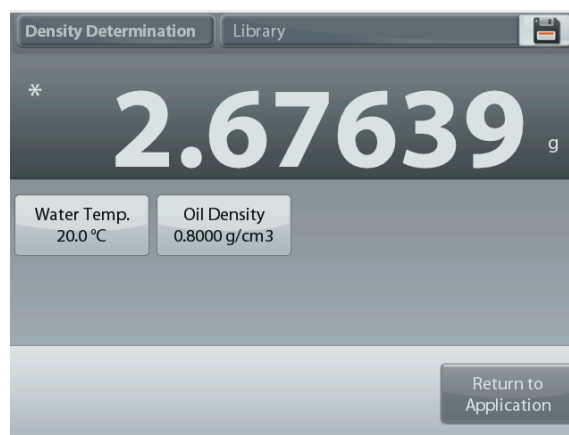 Density Determination Library
* 2.67639 g
Water Temp. Oil Density
20.0 °C 0.8000 g/cm3
Return to
Application